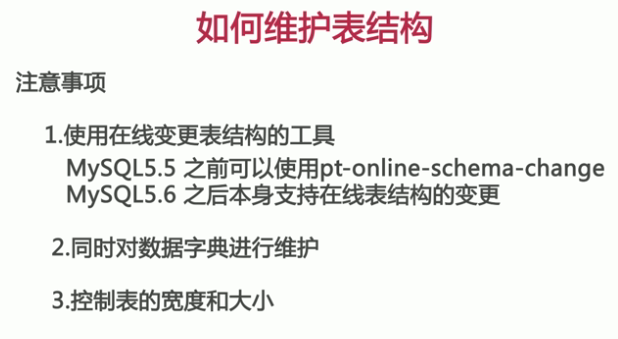 如何维护表结构
注意事项
1.使用在线变更表结构的工具
MySQL5.5 之前可以使用pt-online-schema-change
MySQL5.6 之后本身支持在线表结构的变更
2.同时对数据字典进行维护
3.控制表的宽度和大小